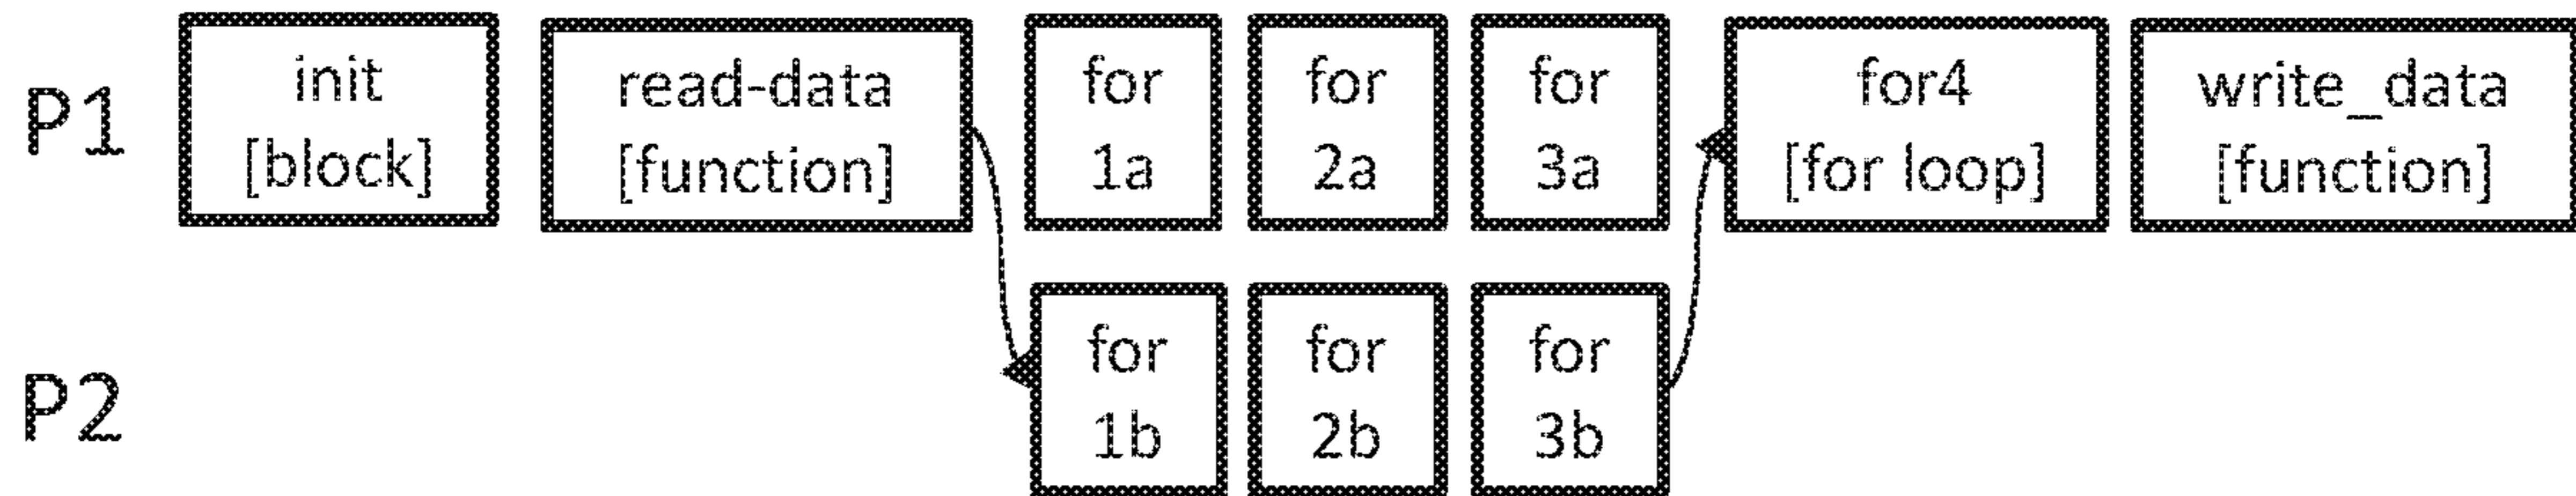 P1
init
[block]
read-data
[function]
for
1a
for
2a
for
3a
for4
[for loop]
write_data
[function]
P2
for
1b
for
2b
for
3b